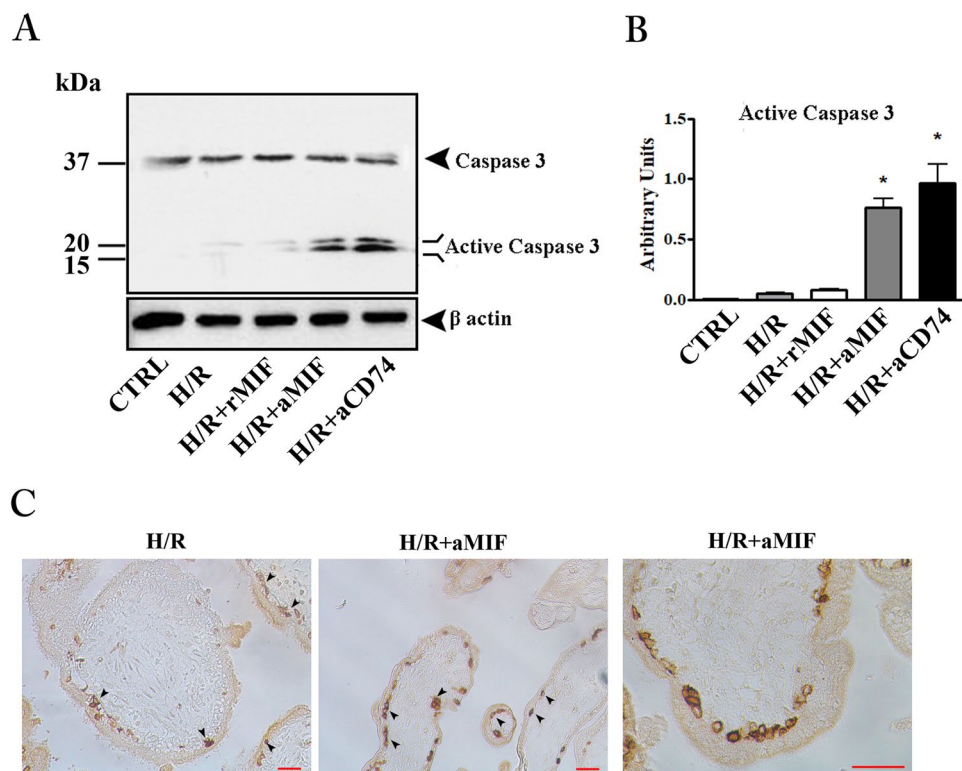 A
kDa
37
20
15
Caspase 3
Active Caspase 3
β actin
CTRL
H/R
H/R+rMIF
H/R+aMIF
H/R+aCD74
B
Active Caspase 3
Arbitrary Units
1.5
1.0
0.5
0.0
*
*
CTRL
H/R
H/R+rMIF
H/R+aMIF
H/R+aCD74
C
H/R
H/R+aMIF
H/R+aMIF